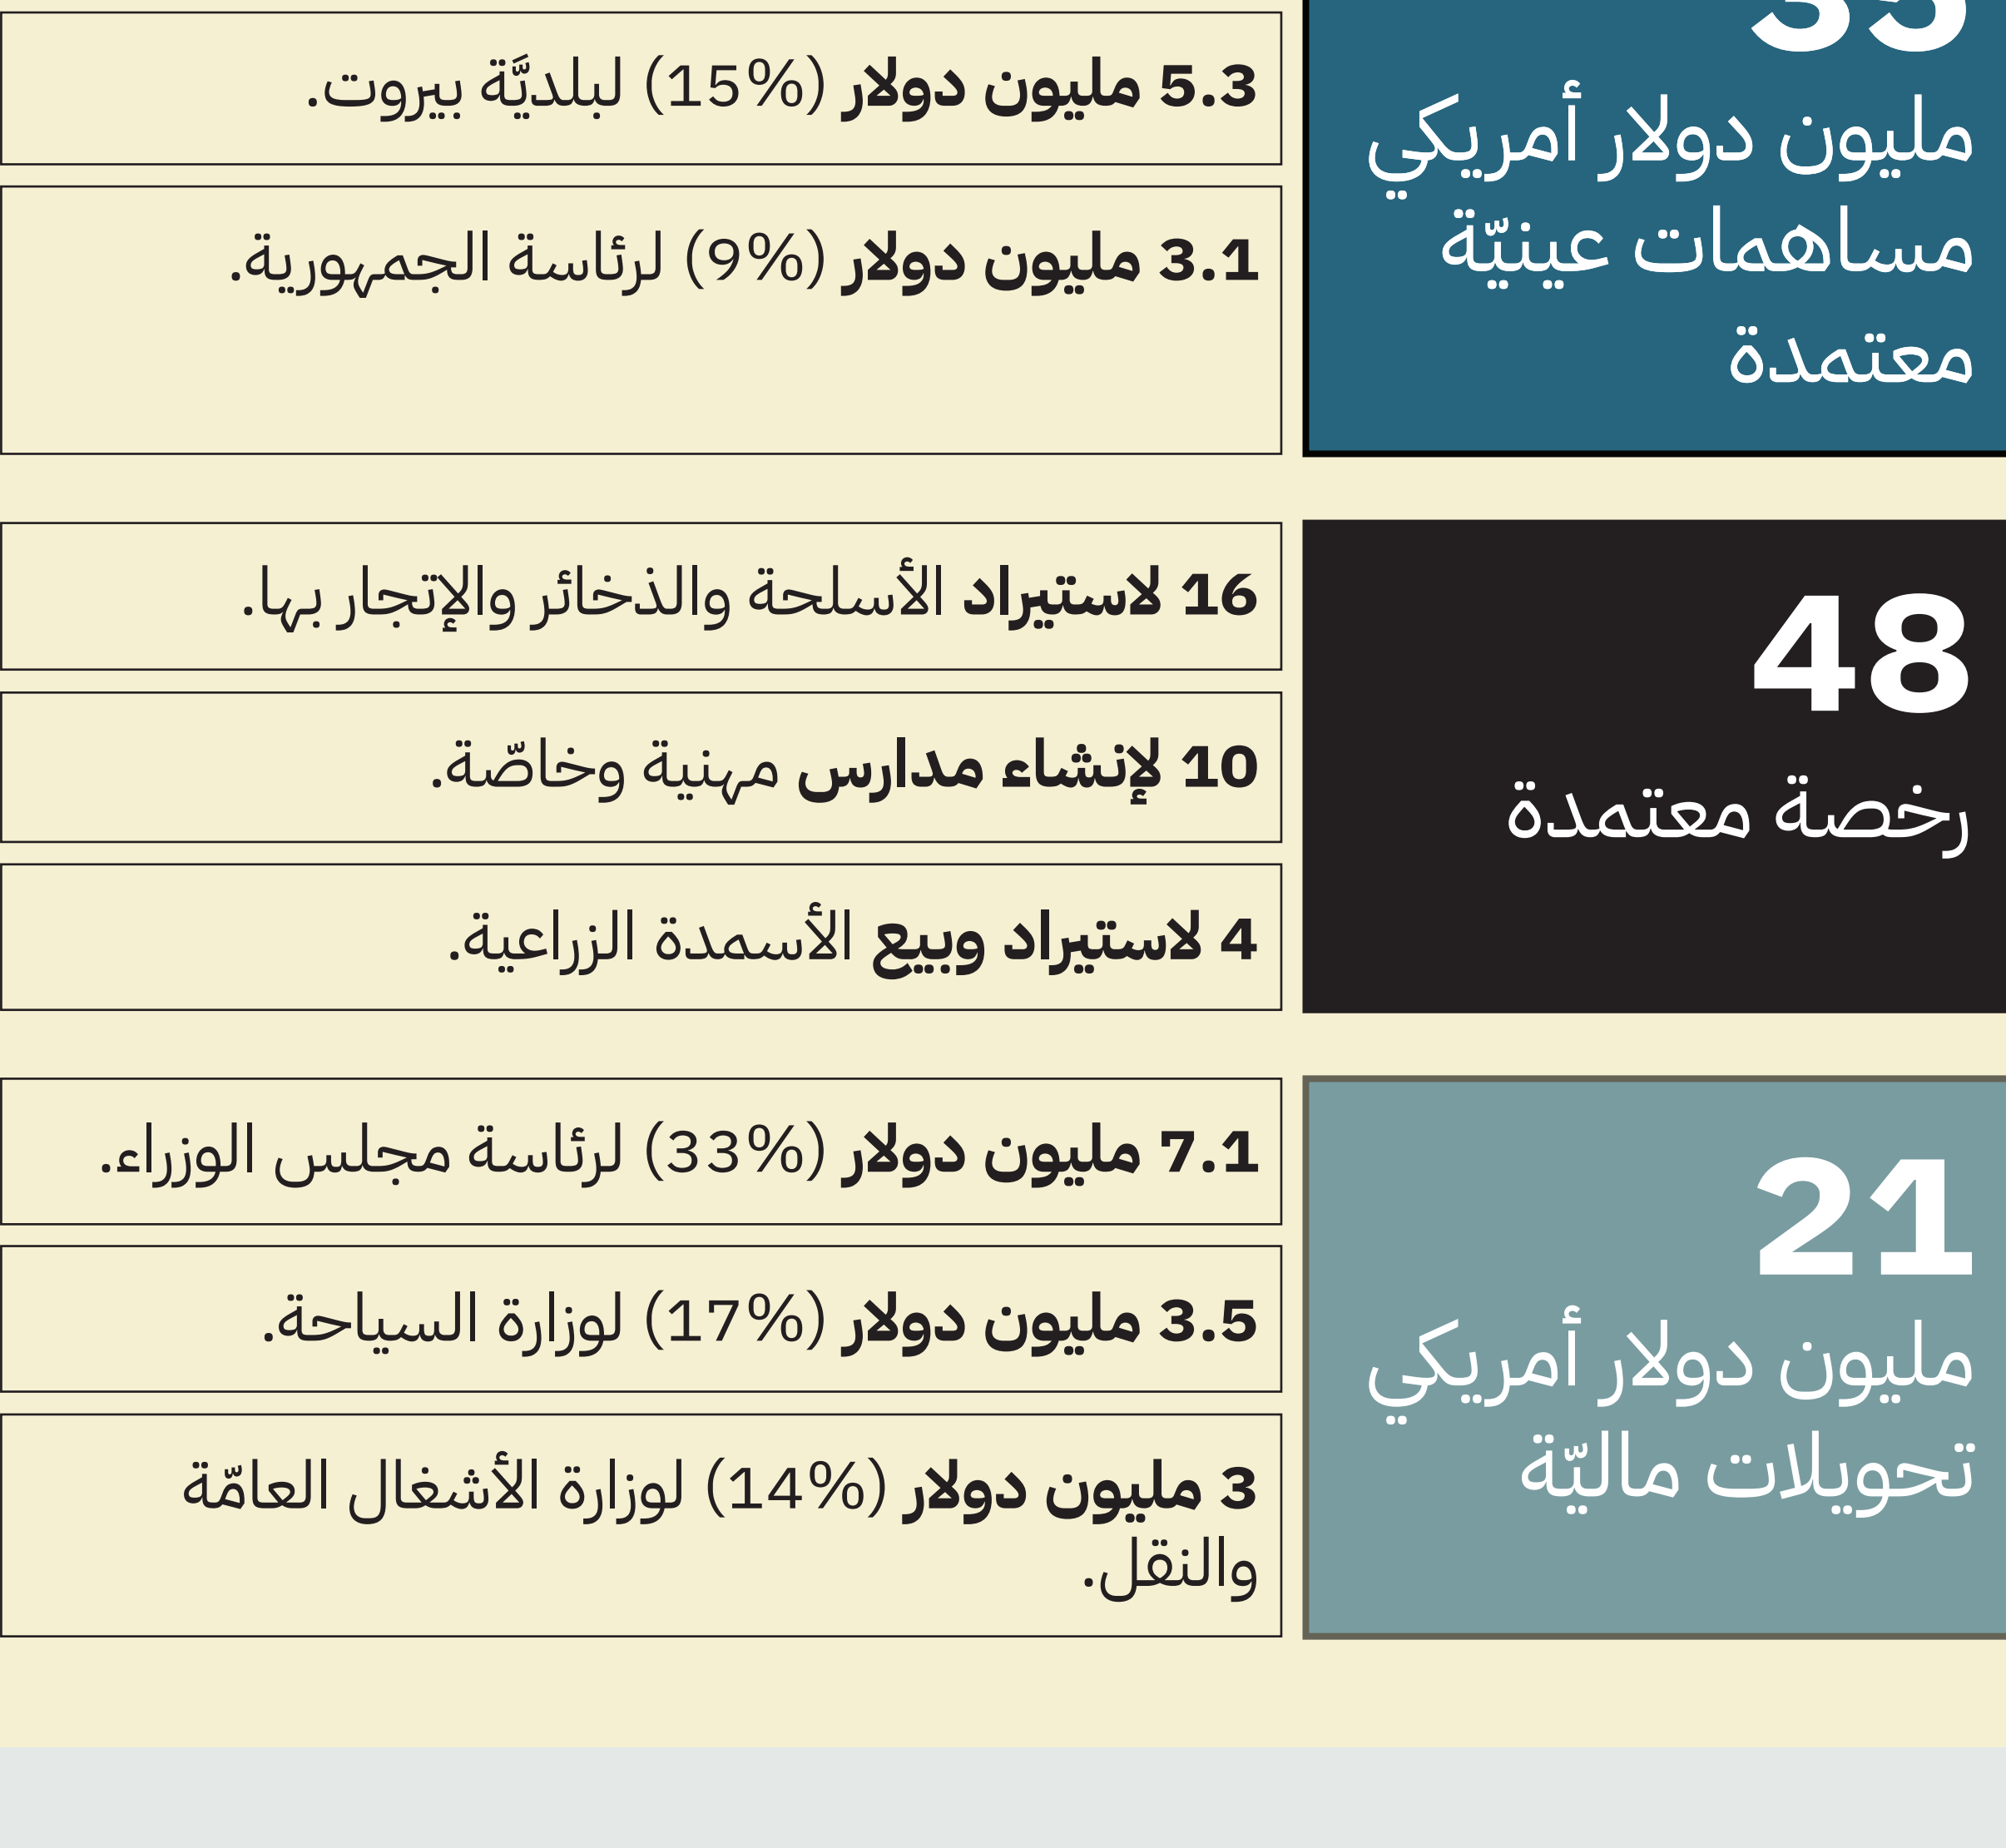 مليون دولار أمريكي
مساهمات عينيّة
معتمدة
5.3 مليون دولار (15%) لبلديَّة بيروت.
3.1 مليون دولار (9%) لرئاسة الجمهورية.
48
رخصة معتمدة
16 لاستيراد الأسلحة والذخائر والإتجار بها.
10 لإنشاء مدارس مهنية وخاصّة.
4 لاستيراد وبيع الأسمدة الزراعية.
21
مليون دولار أمريكي
تحويلات ماليّة
7.1 مليون دولار (33%) لرئاسة مجلس الوزراء.
3.5 مليون دولار (17%) لوزارة السياحة.
3 مليون دولار (14%) لوزارة الأشغال العامّة
والنقل.